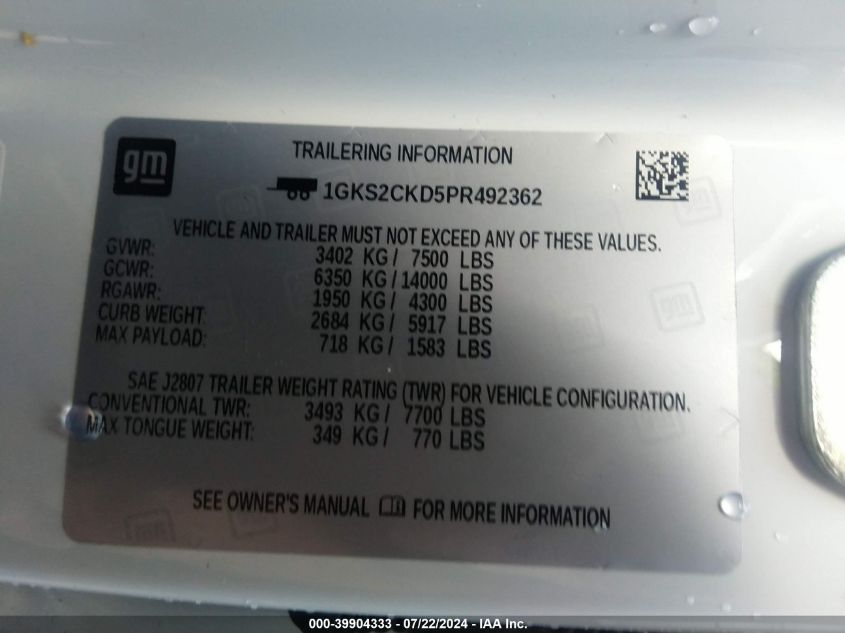 gm
TRAILERING INFORMATION
1GKS2CKD5PR492362
VEHICLE AND TRAILER MUST NOT EXCEED ANY OF THESE VALUES.
GVWR: 3402 KG / 7500 LBS
GCWR: 6350 KG / 14000 LBS
RGAWR: 1950 KG / 4300 LBS
CURB WEIGHT: 2684 KG / 5917 LBS
MAX PAYLOAD: 718 KG / 1583 LBS
SAE J2807 TRAILER WEIGHT RATING (TWR) FOR VEHICLE CONFIGURATION.
CONVENTIONAL TWR: 3493 KG / 7700 LBS
MAX TONGUE WEIGHT: 349 KG / 770 LBS
SEE OWNER'S MANUAL FOR MORE INFORMATION
000-39904333 - 07/22/2024 - IAA Inc.